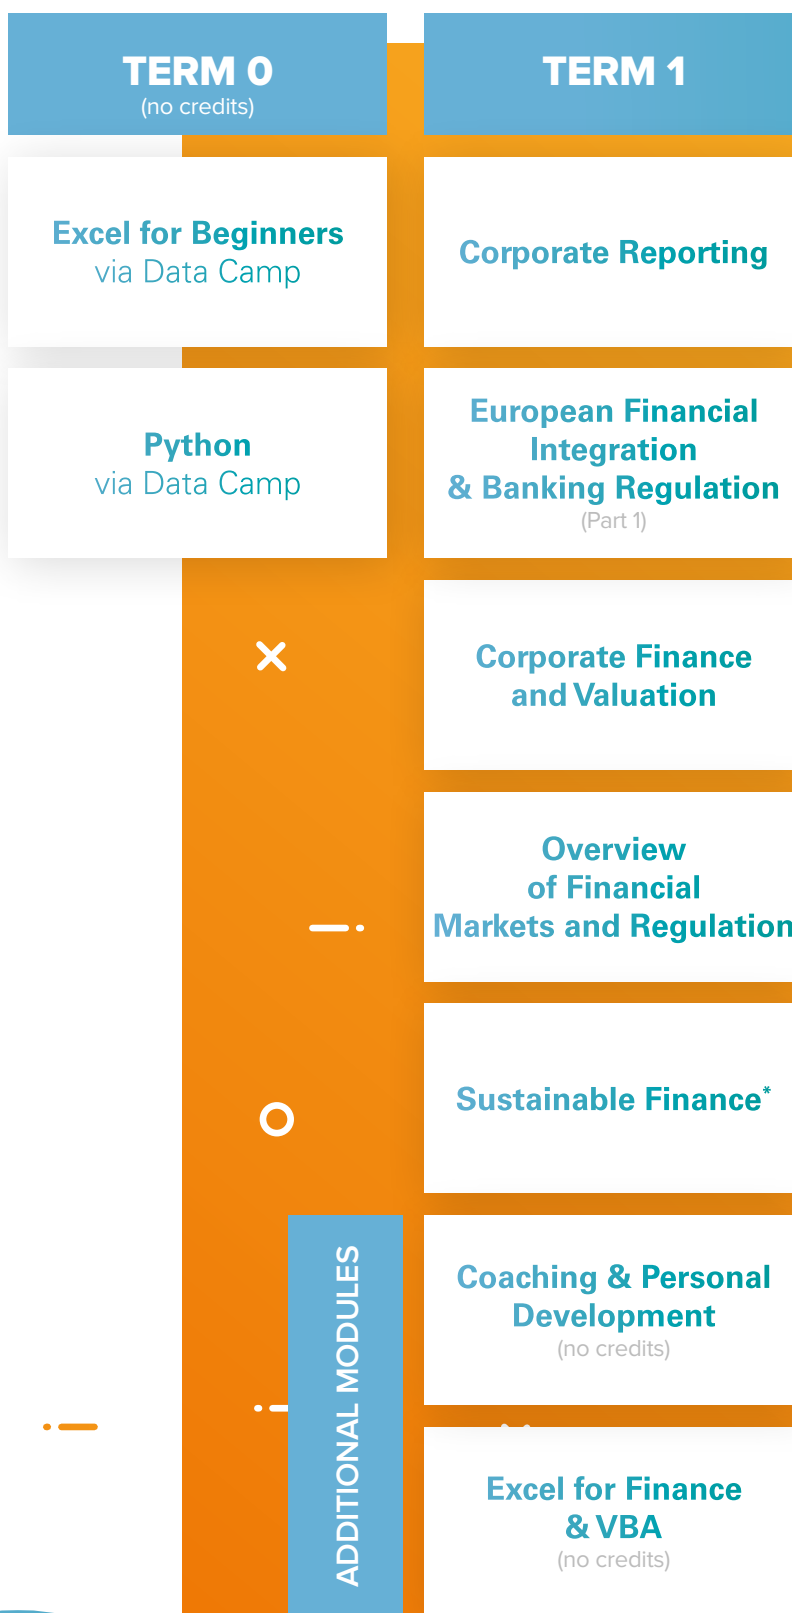 TERM 0
(no credits)
Excel for Beginners
via Data Camp
Python
via Data Camp
TERM 1
Corporate Reporting
European Financial
Integration
& Banking Regulation
(Part 1)
Corporate Finance
and Valuation
Overview
of Financial
Markets and Regulation
Sustainable Finance*
ADDITIONAL MODULES
Coaching & Personal
Development
(no credits)
Excel for Finance
& VBA
(no credits)